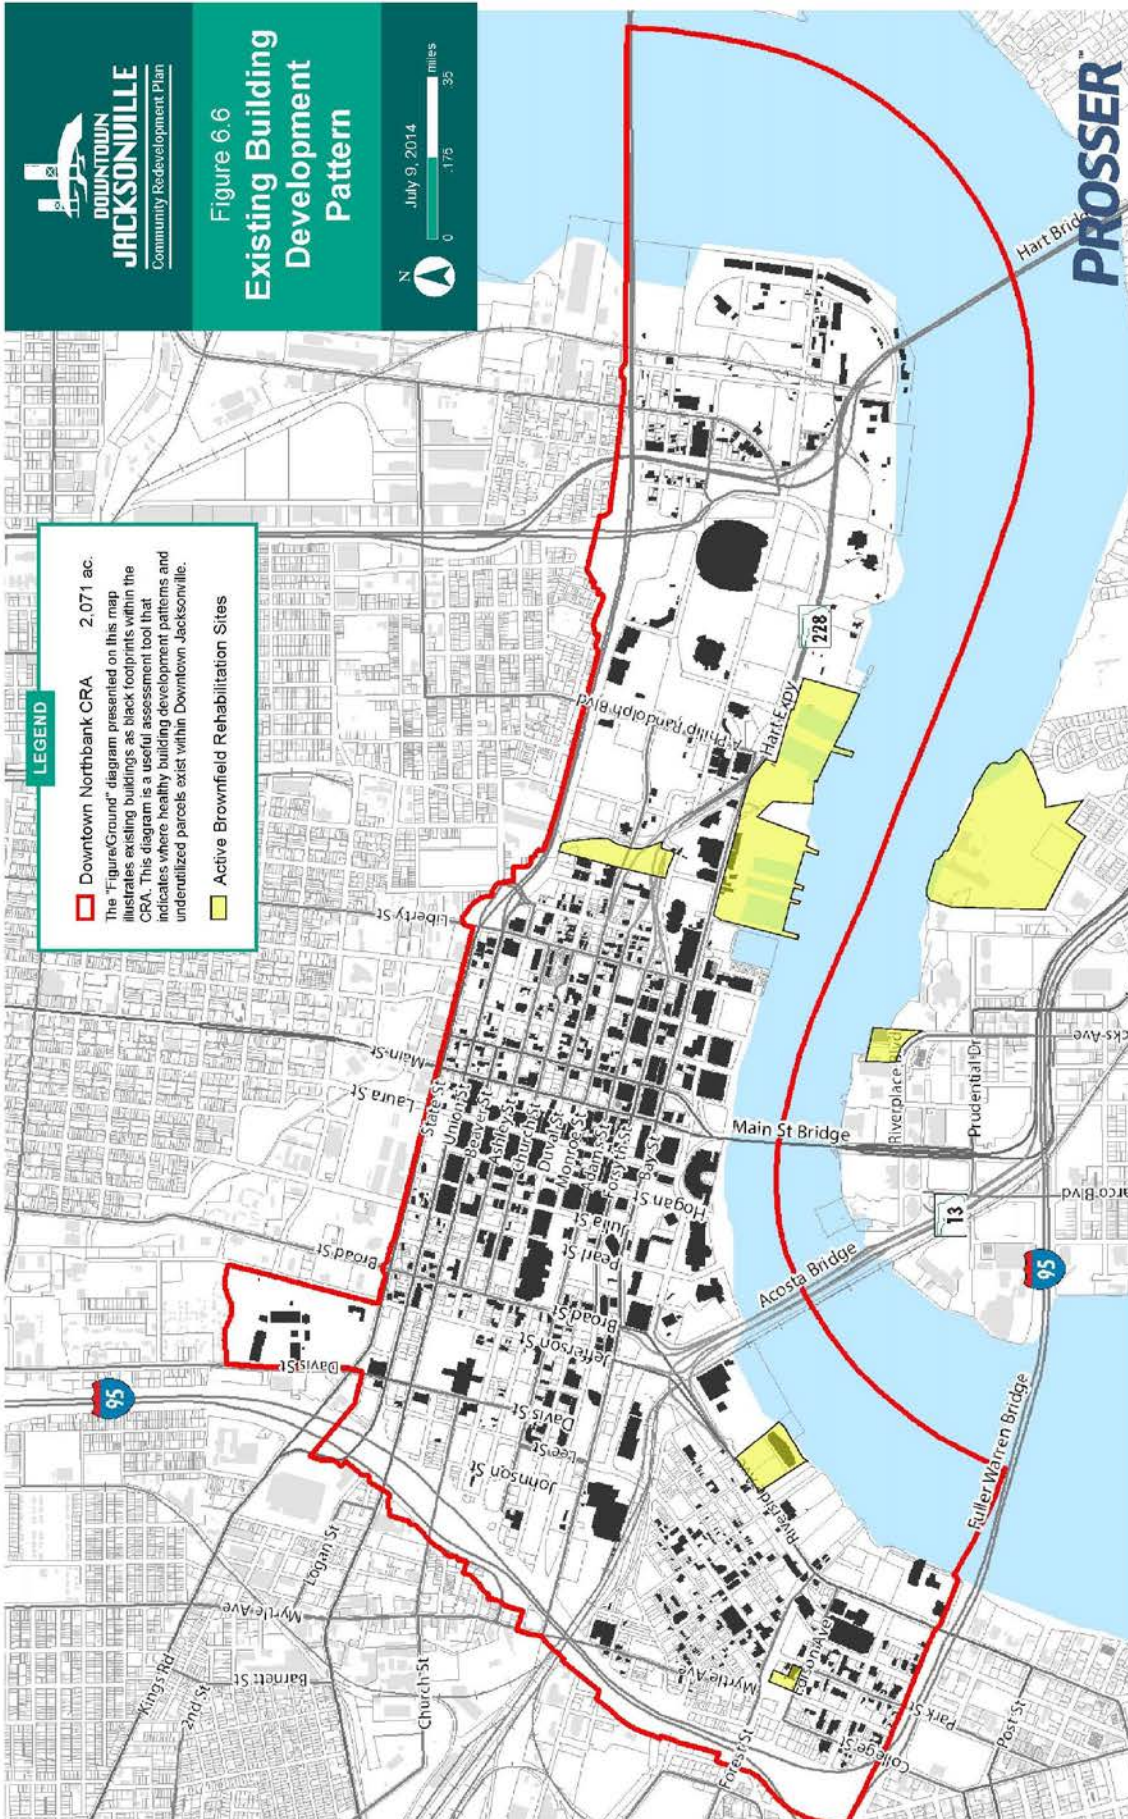 DOWNTOWN
JACKSONVILLE
Community Redevelopment Plan
Figure 6.6
Existing Building
Development
Pattern
July 9, 2014
N
0 .175 .35 miles
LEGEND
Downtown Northbank CRA 2,071 ac.
The "Figure/Ground" diagram presented on this map
illustrates existing buildings as black footprints within the
CRA. This diagram is a useful assessment tool that
indicates where healthy building development patterns and
underutilized parcels exist within Downtown Jacksonville.
Active Brownfield Rehabilitation Sites
PROSSER
Hart Bridge
228
Hart Expy
A Philip Randolph Blvd
Liberty St
Main St
Laura St
State St
Union St
Beaver St
Ashley St
Church St
Duval St
Monroe St
Adams St
Forsyth St
Bay St
Hogan St
Julia St
Pearl St
Broad St
Broad St
Jefferson St
Davis St
Davis St
Lee St
Johnson St
95
Logan St
Myrtle Ave
Barnett St
Kings Rd
2nd St
Church St
Myrtle Ave
Forest St
College St
Park St
Post St
Forson Ave
Riverside
Fuller Warren Bridge
Acosta Bridge
Main St Bridge
Riverplace Blvd
Prudential Dr
13
95
arco Blvd
cks Ave